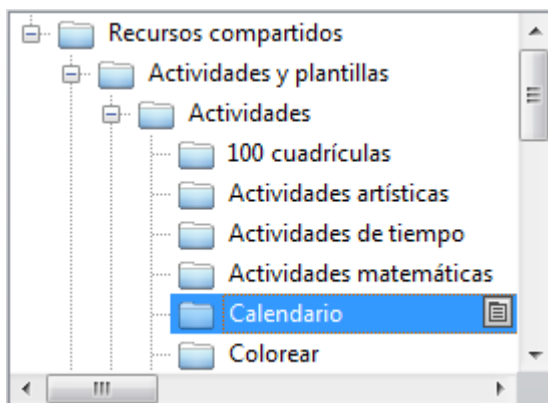 Recursos compartidos
Actividades y plantillas
Actividades
100 cuadrículas
Actividades artísticas
Actividades de tiempo
Actividades matemáticas
Calendario
Colorear